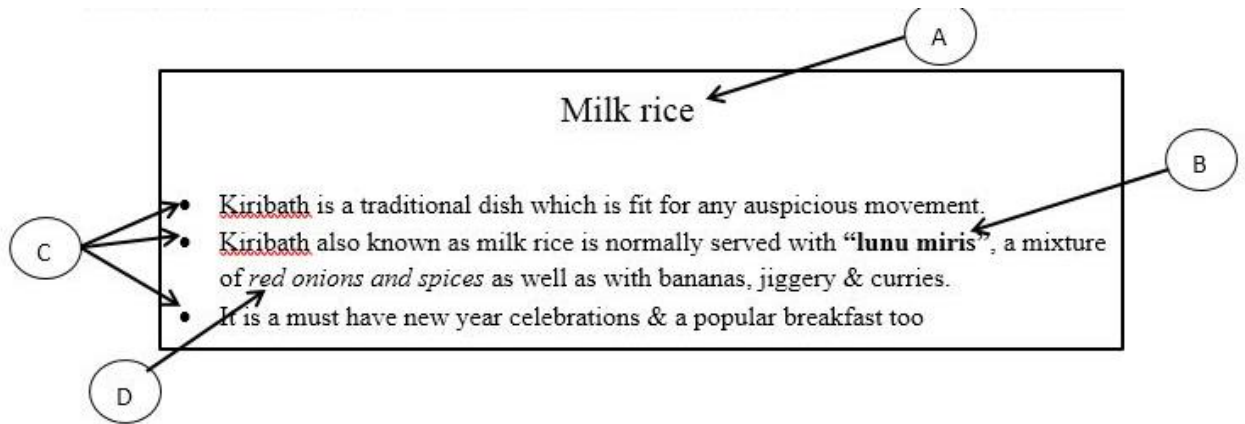 A
Milk rice
B
• Kiribath is a traditional dish which is fit for any auspicious movement.
C
• Kiribath also known as milk rice is normally served with “lunu miris”, a mixture
of red onions and spices as well as with bananas, jiggery & curries.
• It is a must have new year celebrations & a popular breakfast too
D